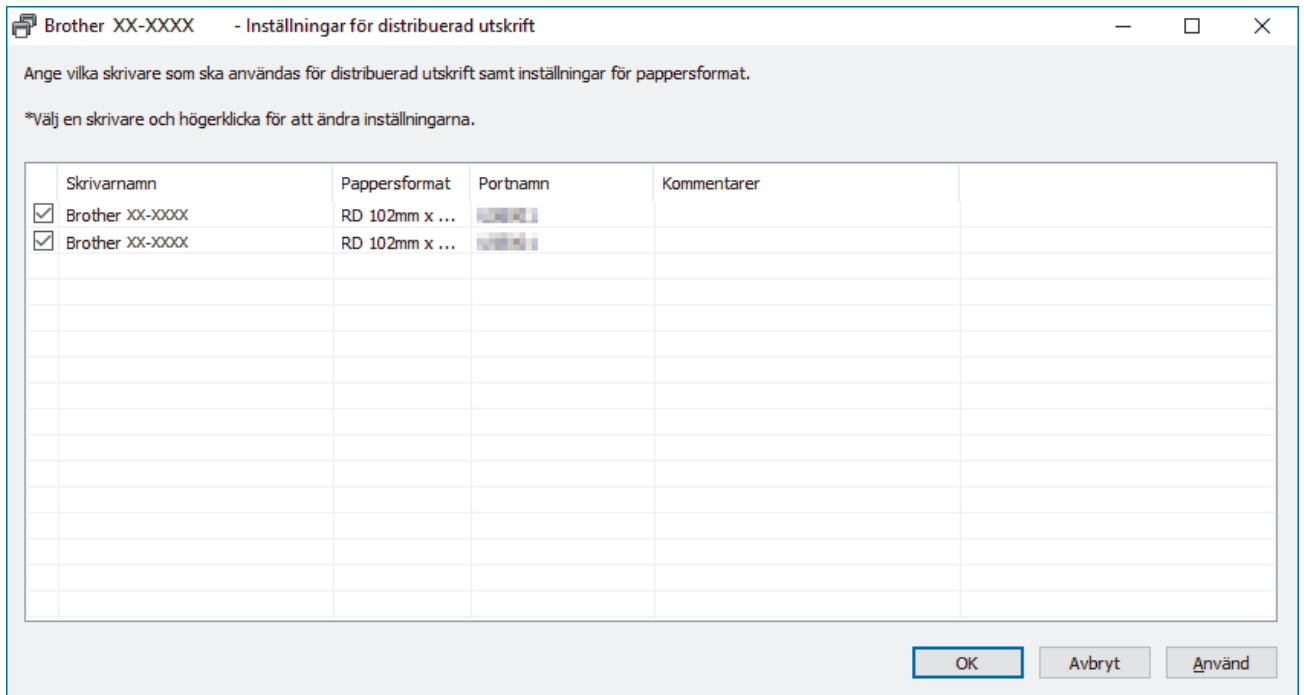 Brother XX-XXXX - Inställningar för distribuerad utskrift
Ange vilka skrivare som ska användas för distribuerad utskrift samt inställningar för pappersformat.
*Välj en skrivare och högerklicka för att ändra inställningarna.
Skrivarnamn Pappersformat Portnamn Kommentarer
Brother XX-XXXX RD 102mm x ...
Brother XX-XXXX RD 102mm x ...
OK Avbryt Använd